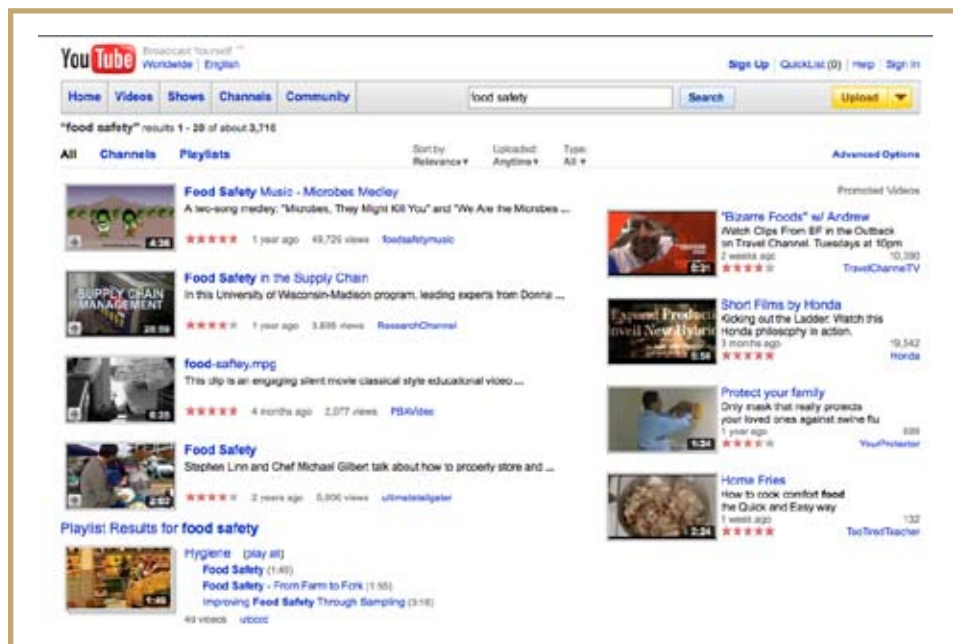 You Tube Broadcast Yourself ™
Worldwide | English
Sign Up | QuickList (0) | Help | Sign In
Home Videos Shows Channels Community
food safety Search Upload
"food safety" results 1 - 20 of about 3,716
All Channels Playlists
Sort by: Uploaded: Type:
Relevance Anytime All
Advanced Options
Food Safety Music - Microbes Medley
A two-song medley: "Microbes, They Might Kill You" and "We Are the Microbes ...
4:36
1 year ago 49,729 views foodsafetymusic
Food Safety in the Supply Chain
In this University of Wisconsin-Madison program, leading experts from Donna ...
SUPPLY CHAIN
MANAGEMENT
1 year ago views ResearchChannel
food-saftey.mpg
This clip is an engaging silent movie classical style educational video ...
4 months ago 2,077 views PBAVideo
Food Safety
Stephen Linn and Chef Michael Gilbert talk about how to properly store and ...
2 years ago views ultimatetailgater
Playlist Results for food safety
Hygiene (play all)
Food Safety (1:46)
Food Safety - From Farm to Fork (1:55)
Improving Food Safety Through Sampling (3:18)
1:46
49 videos
Promoted Videos
"Bizarre Foods" w/ Andrew
Watch Clips From BF in the Outback
on Travel Channel. Tuesdays at 10pm
2 weeks ago 10,390
TravelChannelTV
Short Films by Honda
Kicking out the Ladder: Watch this
Honda philosophy in action.
3 months ago 19,542
Honda
Protect your family
Only mask that really protects
your loved ones against swine flu
1 year ago
1:24
YourProtector
Home Fries
How to cook comfort food
the Quick and Easy way
1 week ago 132
2:24
TooTiredTeacher